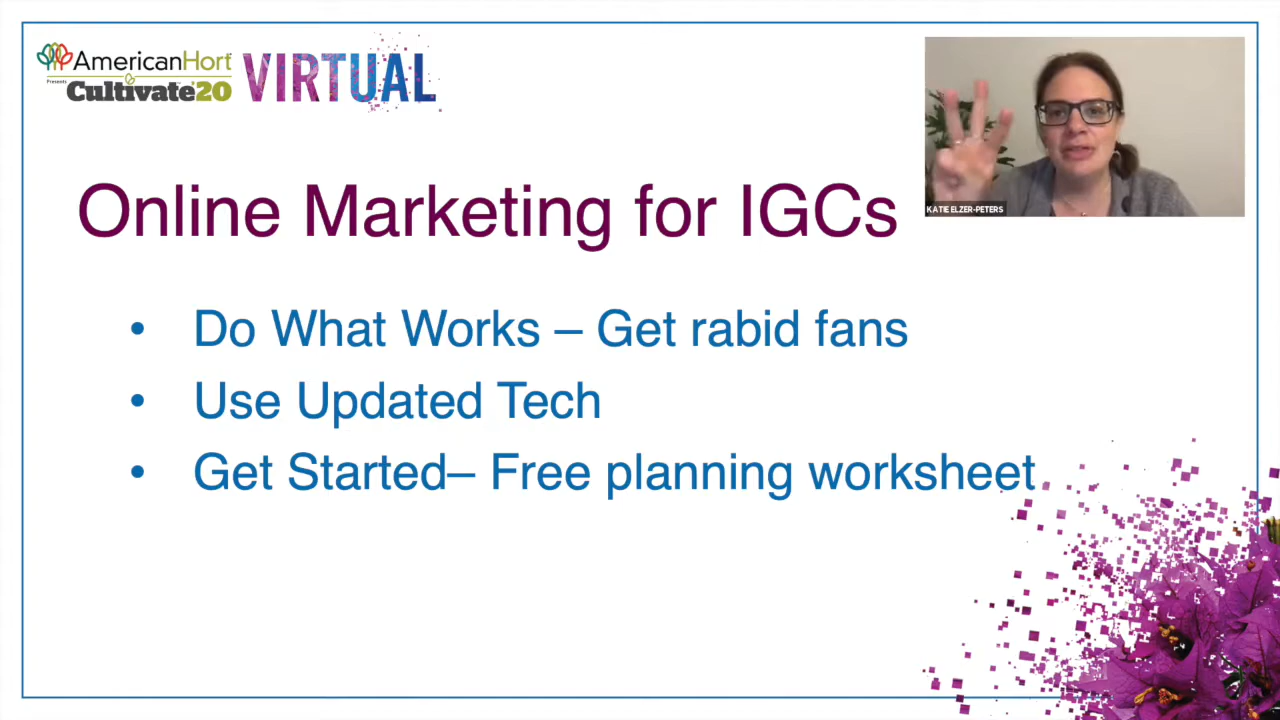 AmericanHort
Presents
Cultivate'20
VIRTUAL
KATIE ELZER-PETERS
Online Marketing for IGCs
• Do What Works – Get rabid fans
• Use Updated Tech
• Get Started– Free planning worksheet